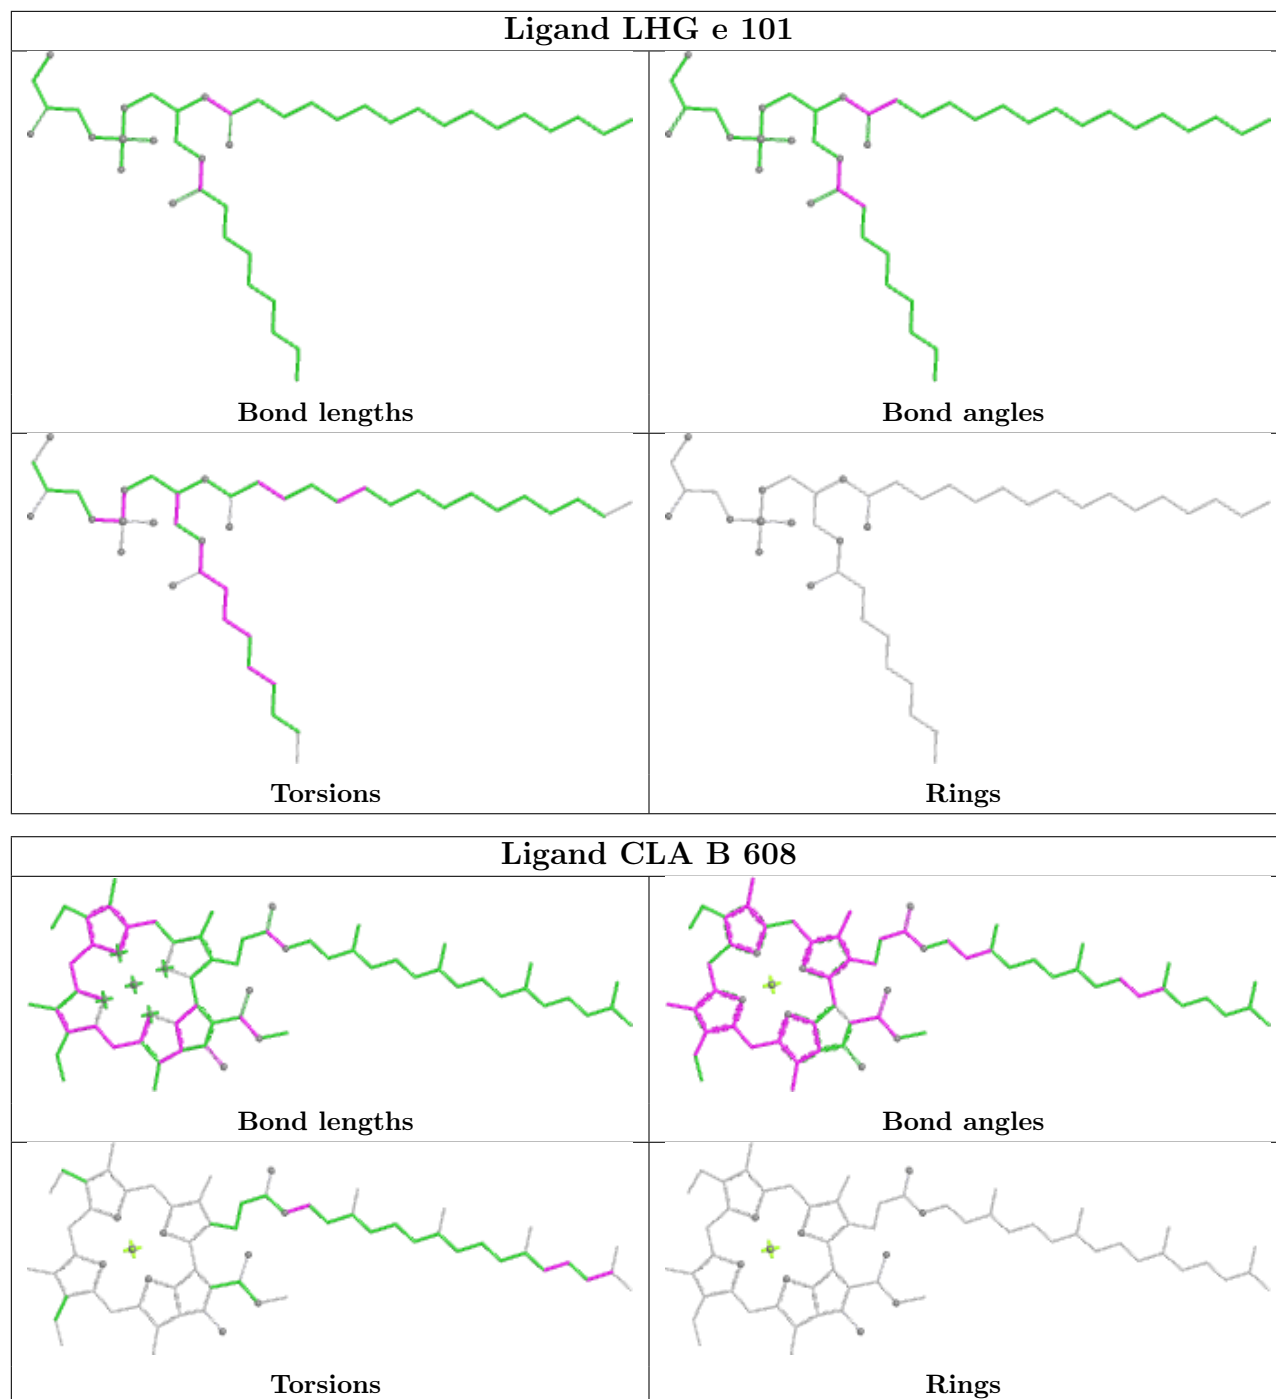 Ligand LHG e 101
Bond lengths
Bond angles
Torsions
Rings
Ligand CLA B 608
Bond lengths
Bond angles
Torsions
Rings